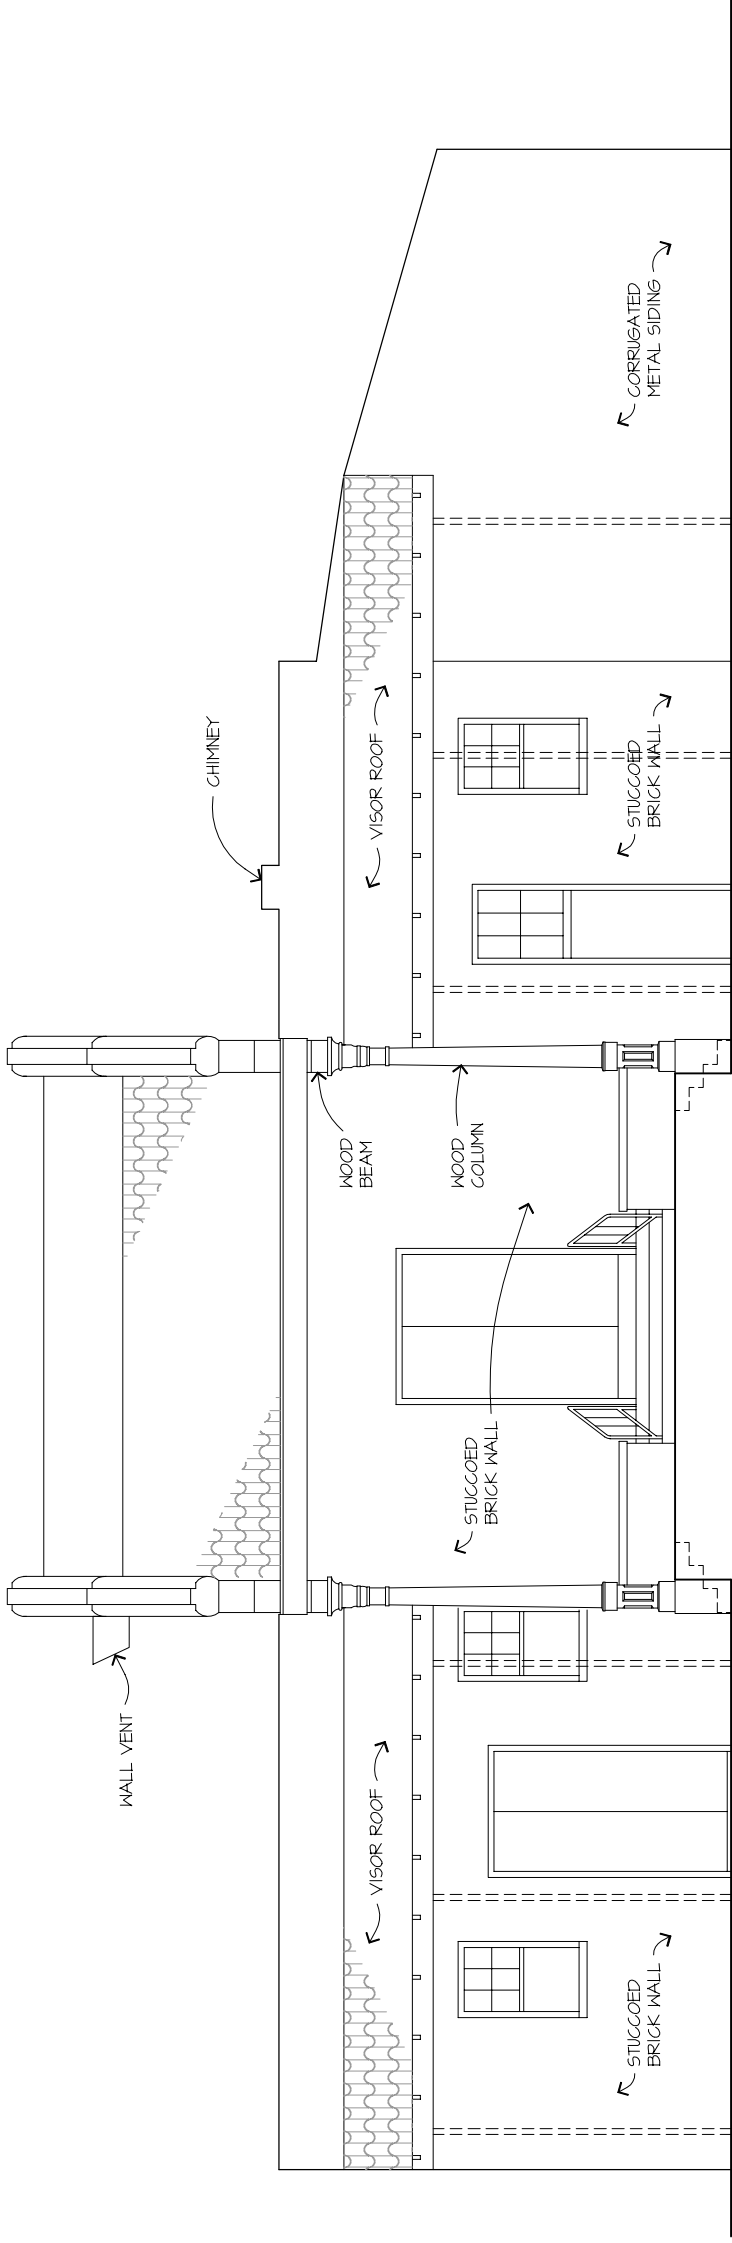 WALL VENT
CHIMNEY
VISOR ROOF
VISOR ROOF
WOOD
BEAM
WOOD
COLUMN
STUCCOED
BRICK WALL
STUCCOED
BRICK WALL
STUCCOED
BRICK WALL
CORRUGATED
METAL SIDING